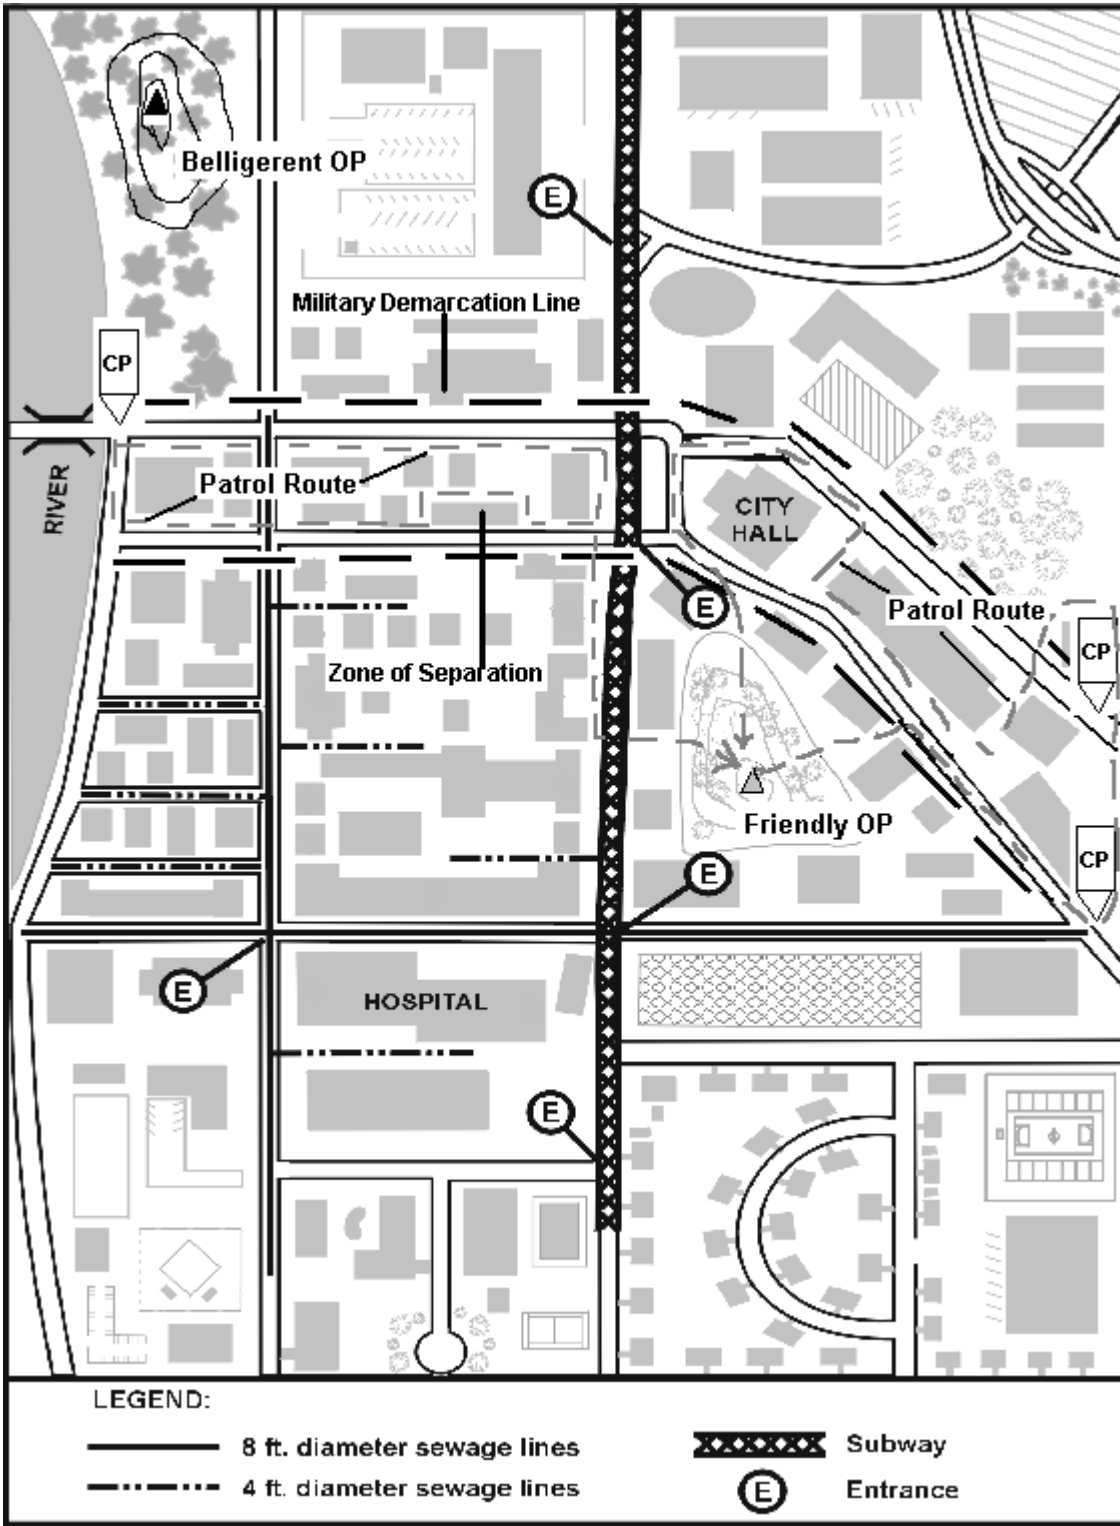 Belligerent OP
E
Military Demarcation Line
CP
RIVER
Patrol Route
CITY
HALL
E
Patrol Route
CP
Zone of Separation
Friendly OP
CP
E
E
HOSPITAL
E
LEGEND:
8 ft. diameter sewage lines
4 ft. diameter sewage lines
Subway
E
Entrance